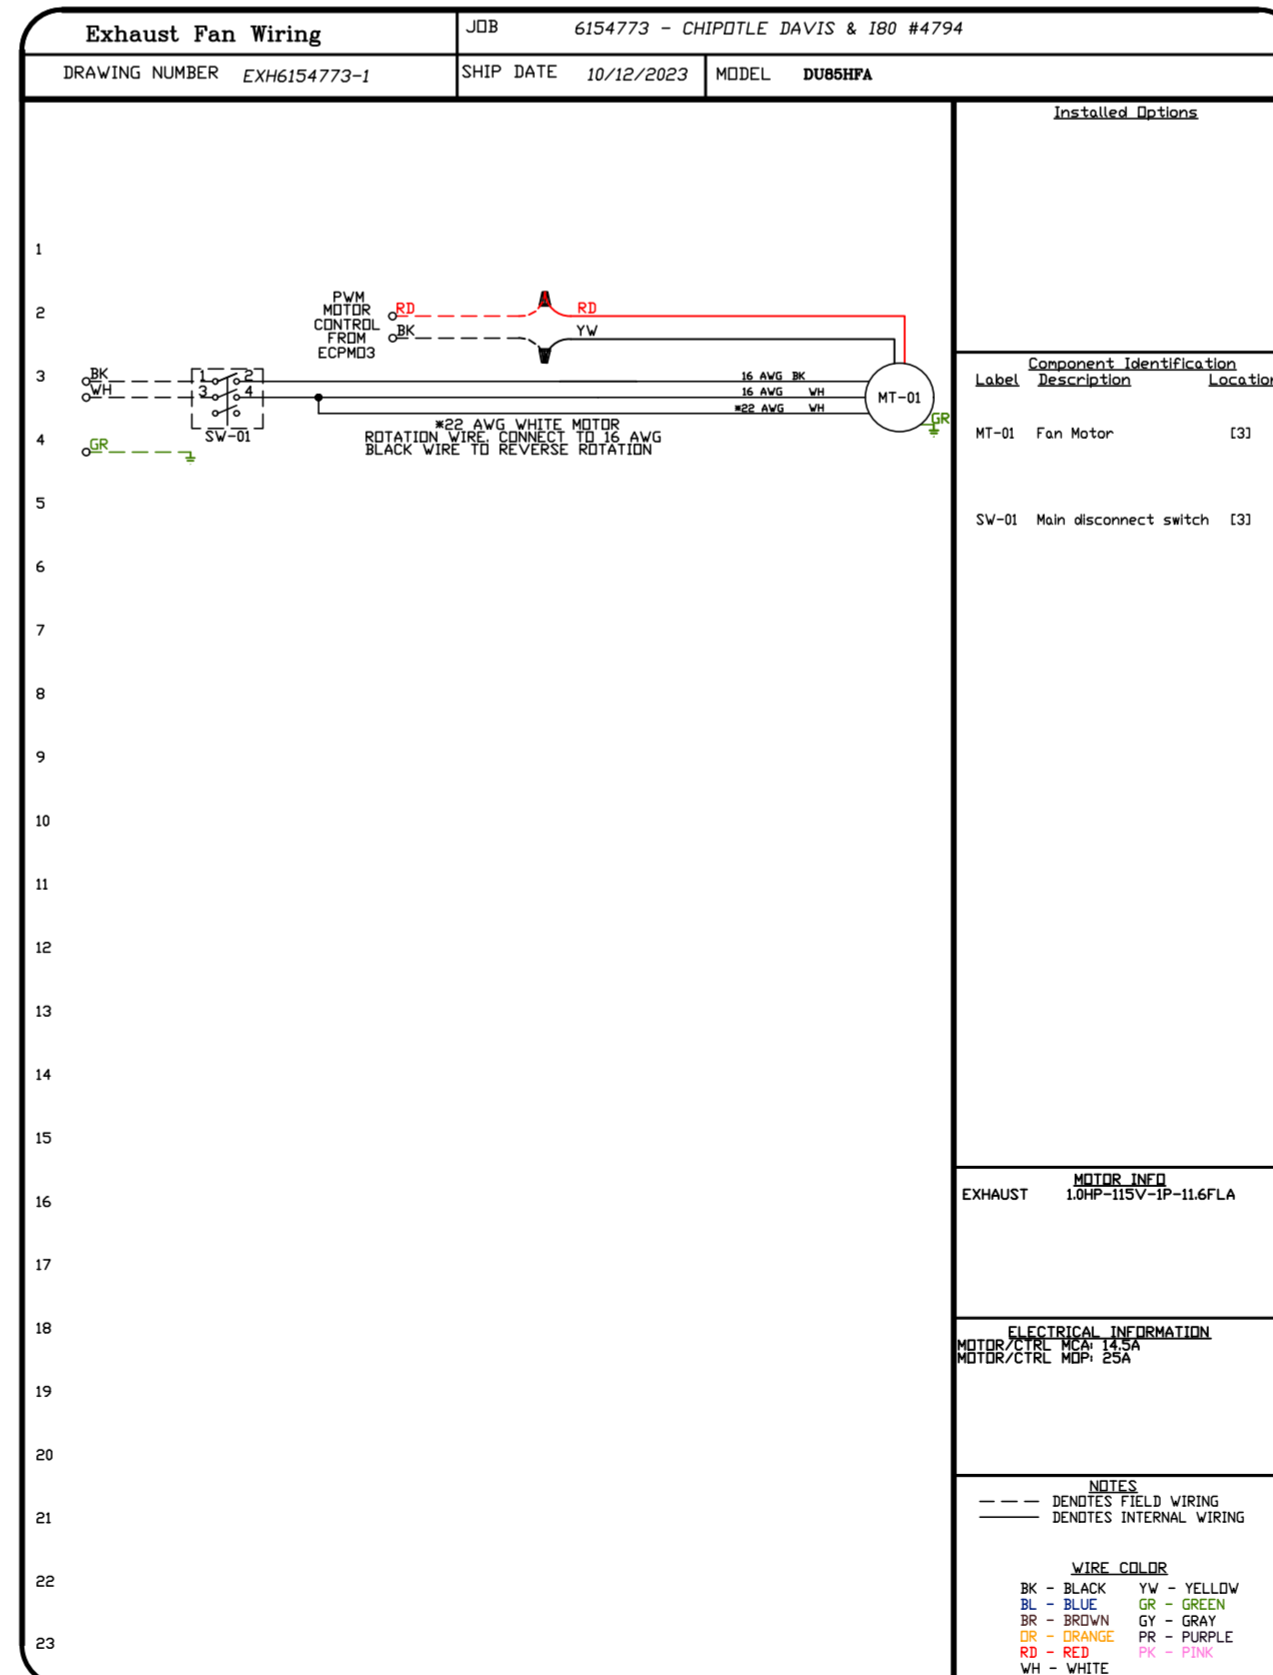 Exhaust Fan Wiring
JOB 6154773 - CHIPOTLE DAVIS & I80 #4794
DRAWING NUMBER EXH6154773-1
SHIP DATE 10/12/2023
MODEL DU85HFA
Installed Options
1
2
PWM
MOTOR
CONTROL
FROM
ECPM03
RD
RD
BK
YW
3
BK
WH
1 2
3 4
SW-01
16 AWG BK
16 AWG WH
*22 AWG WH
MT-01
GR
*22 AWG WHITE MOTOR
ROTATION WIRE. CONNECT TO 16 AWG
BLACK WIRE TO REVERSE ROTATION
4
GR
5
6
7
8
9
10
11
12
13
14
15
16
17
18
19
20
21
22
23
Component Identification
Label Description Location
MT-01 Fan Motor [3]
SW-01 Main disconnect switch [3]
MOTOR INFO
EXHAUST 1.0HP-115V-1P-11.6FLA
ELECTRICAL INFORMATION
MOTOR/CTRL MCA: 14.5A
MOTOR/CTRL MOP: 25A
NOTES
DENOTES FIELD WIRING
DENOTES INTERNAL WIRING
WIRE COLOR
BK - BLACK YW - YELLOW
BL - BLUE GR - GREEN
BR - BROWN GY - GRAY
OR - ORANGE PR - PURPLE
RD - RED PK - PINK
WH - WHITE